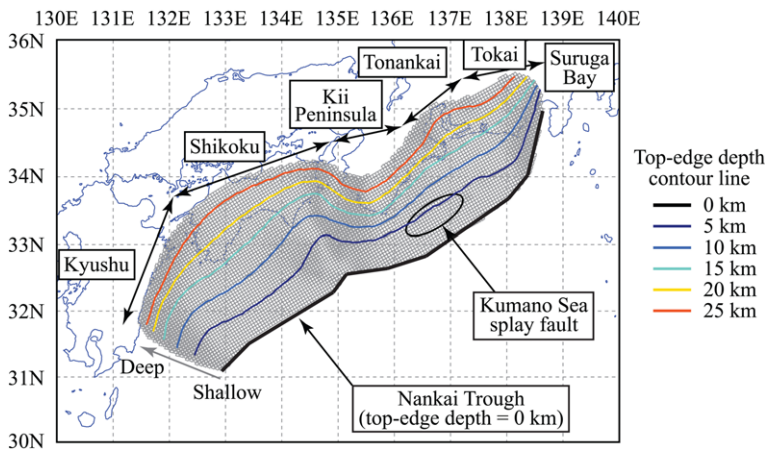 130E 131E 132E 133E 134E 135E 136E 137E 138E 139E 140E
36N
35N
34N
33N
32N
31N
30N
Tonankai
Tokai
Suruga
Bay
Kii
Peninsula
Shikoku
Kyushu
Kumano Sea
splay fault
Deep
Shallow
Nankai Trough
(top-edge depth = 0 km)
Top-edge depth
contour line
0 km
5 km
10 km
15 km
20 km
25 km